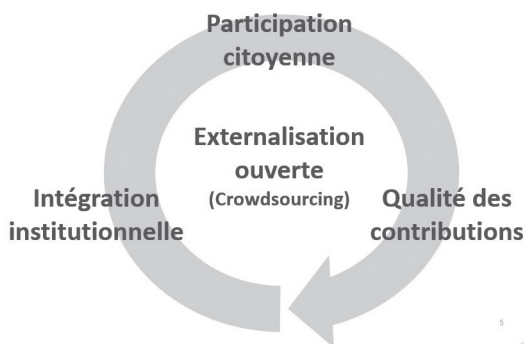 Participation
citoyenne
Externalisation
ouverte
(Crowdsourcing)
Intégration
institutionnelle
Qualité des
contributions
5